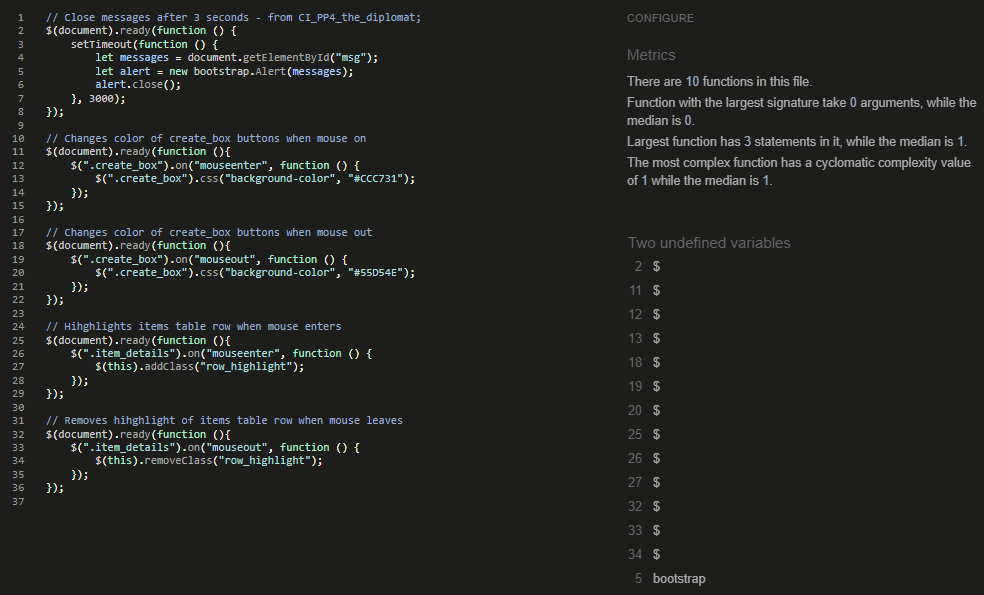 1 // Close messages after 3 seconds - from CI_PP4_the_diplomat;
2 $(document).ready(function () {
3 setTimeout(function () {
4 let messages = document.getElementById("msg");
5 let alert = new bootstrap.Alert(messages);
6 alert.close();
7 }, 3000);
8 });
9
10 // Changes color of create_box buttons when mouse on
11 $(document).ready(function (){
12 $(".create_box").on("mouseenter", function () {
13 $(".create_box").css("background-color", "#CCC731");
14 });
15 });
16
17 // Changes color of create_box buttons when mouse out
18 $(document).ready(function (){
19 $(".create_box").on("mouseout", function () {
20 $(".create_box").css("background-color", "#55D54E");
21 });
22 });
23
24 // Hihghlights items table row when mouse enters
25 $(document).ready(function (){
26 $(".item_details").on("mouseenter", function () {
27 $(this).addClass("row_highlight");
28 });
29 });
30
31 // Removes hihghlight of items table row when mouse leaves
32 $(document).ready(function (){
33 $(".item_details").on("mouseout", function () {
34 $(this).removeClass("row_highlight");
35 });
36 });
37
CONFIGURE
Metrics
There are 10 functions in this file.
Function with the largest signature take 0 arguments, while the
median is 0.
Largest function has 3 statements in it, while the median is 1.
The most complex function has a cyclomatic complexity value
of 1 while the median is 1.
Two undefined variables
2 $
11 $
12 $
13 $
18 $
19 $
20 $
25 $
26 $
27 $
32 $
33 $
34 $
5 bootstrap